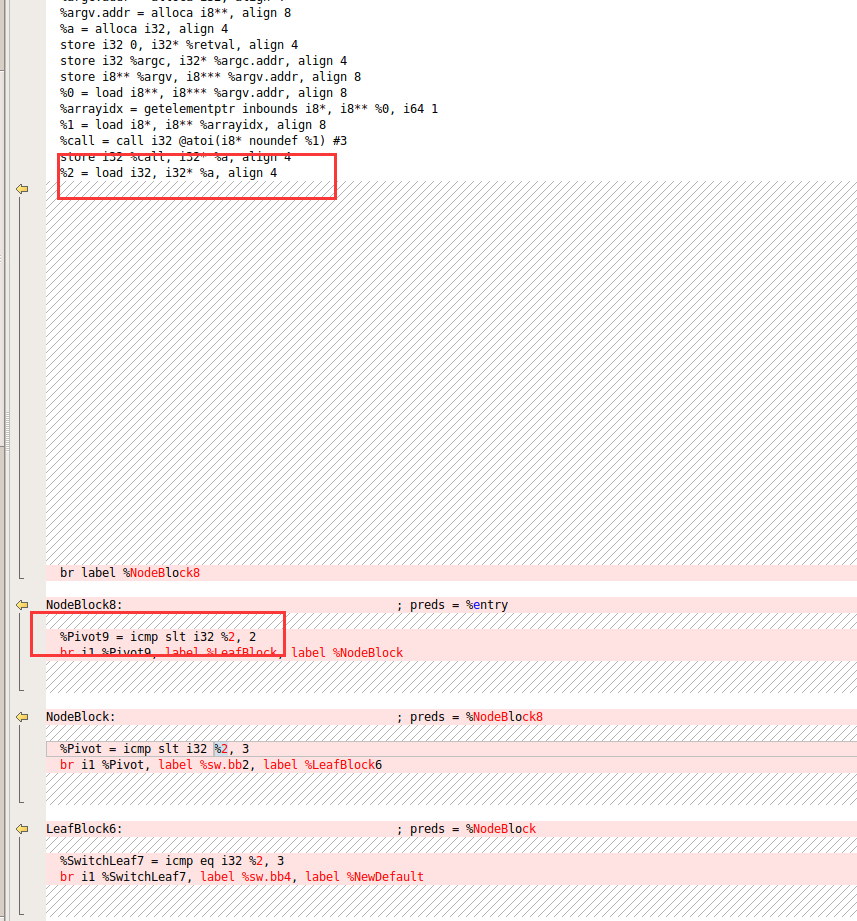 %argv.addr = alloca i8**, align 8
%a = alloca i32, align 4
store i32 0, i32* %retval, align 4
store i32 %argc, i32* %argc.addr, align 4
store i8** %argv, i8*** %argv.addr, align 8
%0 = load i8**, i8*** %argv.addr, align 8
%arrayidx = getelementptr inbounds i8*, i8** %0, i64 1
%1 = load i8*, i8** %arrayidx, align 8
%call = call i32 @atoi(i8* noundef %1) #3
store i32 %call, i32* %a, align 4
%2 = load i32, i32* %a, align 4
br label %NodeBlock8
NodeBlock8: ; preds = %entry
%Pivot9 = icmp slt i32 %2, 2
br i1 %Pivot9, label %LeafBlock, label %NodeBlock
NodeBlock: ; preds = %NodeBlock8
%Pivot = icmp slt i32 %2, 3
br i1 %Pivot, label %sw.bb2, label %LeafBlock6
LeafBlock6: ; preds = %NodeBlock
%SwitchLeaf7 = icmp eq i32 %2, 3
br i1 %SwitchLeaf7, label %sw.bb4, label %NewDefault